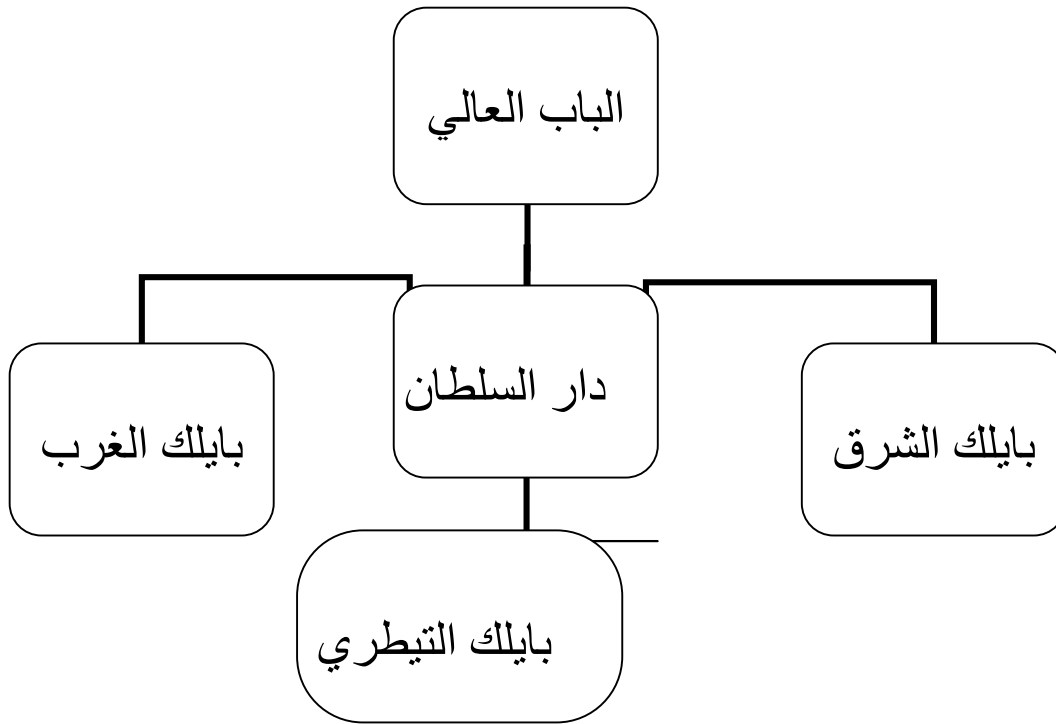 الباب العالي
دار السلطان
بايلك الشرق
بايلك الغرب
بايلك التيطري